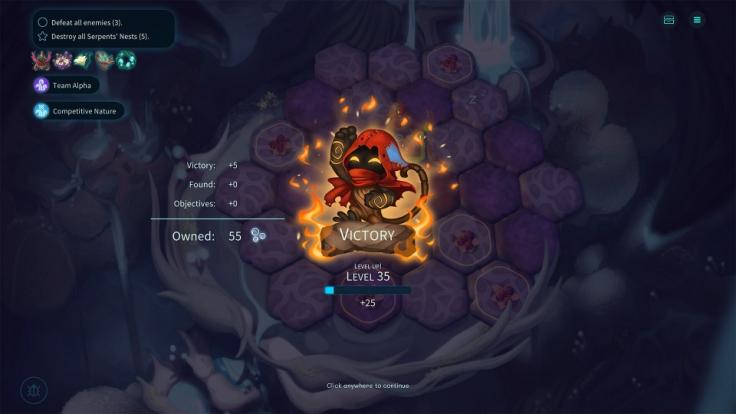 Defeat all enemies (3).
Destroy all Serpents' Nests (5).
Team Alpha
Competitive Nature
Victory: +5
Found: +0
Objectives: +0
Owned: 55
VICTORY
LEVEL UP!
LEVEL 35
+25
Click anywhere to continue